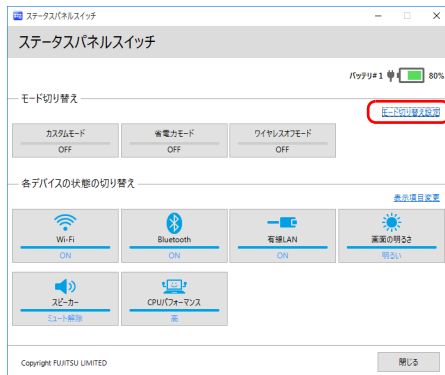 ステータスパネルスイッチ
ステータスパネルスイッチ
バッテリ#1 80%
モード切り替え
モード切り替え設定
カスタムモード 省電力モード ワイヤレスオフモード
OFF OFF OFF
各デバイスの状態の切り替え
表示項目変更
Wi-Fi Bluetooth 有線LAN 画面の明るさ
ON ON ON 明るい
スピーカー CPUパフォーマンス
ミュート解除 高
Copyright FUJITSU LIMITED 閉じる